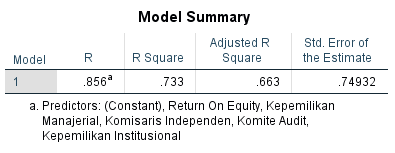 Model Summary
Model R R Square Adjusted R Square Std. Error of the Estimate
1 .856a .733 .663 .74932
a. Predictors: (Constant), Return On Equity, Kepemilikan
Manajerial, Komisaris Independen, Komite Audit,
Kepemilikan Institusional